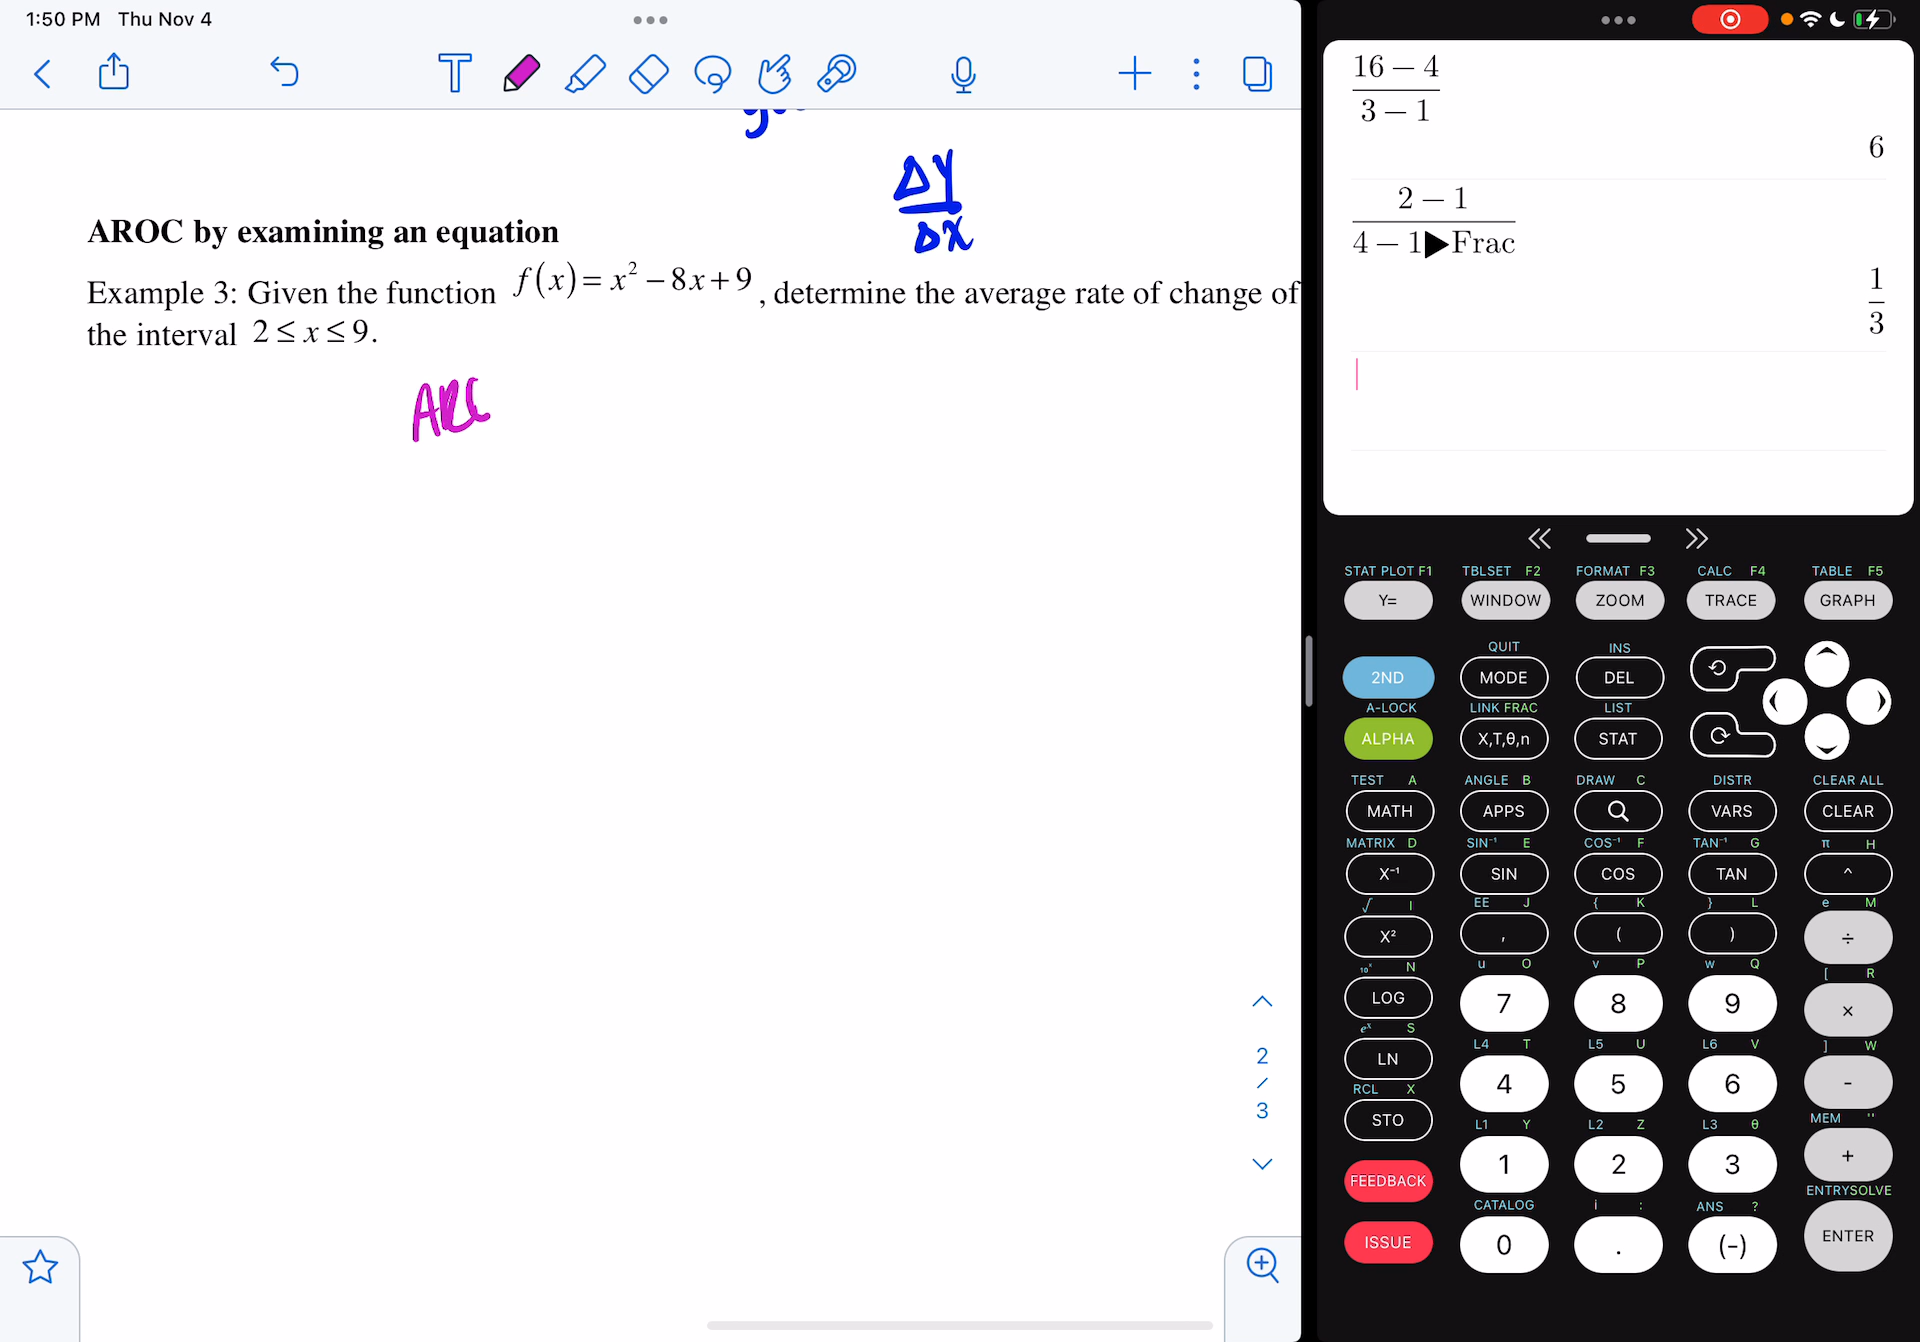 1:50 PM Thu Nov 4
Δy
Δx
AROC by examining an equation
Example 3: Given the function f(x) = x² − 8x + 9, determine the average rate of change of
the interval 2 ≤ x ≤ 9.
ARC
2
/
3
16 − 4
3 − 1
6
2 − 1
4 − 1▶Frac
1
3
STAT PLOT F1 TBLSET F2 FORMAT F3 CALC F4 TABLE F5
Y= WINDOW ZOOM TRACE GRAPH
QUIT INS
2ND MODE DEL
A-LOCK LINK FRAC LIST
ALPHA X,T,θ,n STAT
TEST A ANGLE B DRAW C DISTR CLEAR ALL
MATH APPS VARS CLEAR
MATRIX D SIN⁻¹ E COS⁻¹ F TAN⁻¹ G π H
X⁻¹ SIN COS TAN ^
√ I EE J { K } L e M
X² , ( ) ÷
10ˣ N u O v P w Q [ R
LOG 7 8 9 ×
eˣ S L4 T L5 U L6 V ] W
LN 4 5 6 -
RCL X L1 Y L2 Z L3 θ MEM "
STO 1 2 3 +
FEEDBACK CATALOG i : ANS ? ENTRY SOLVE
ISSUE 0 . (-) ENTER